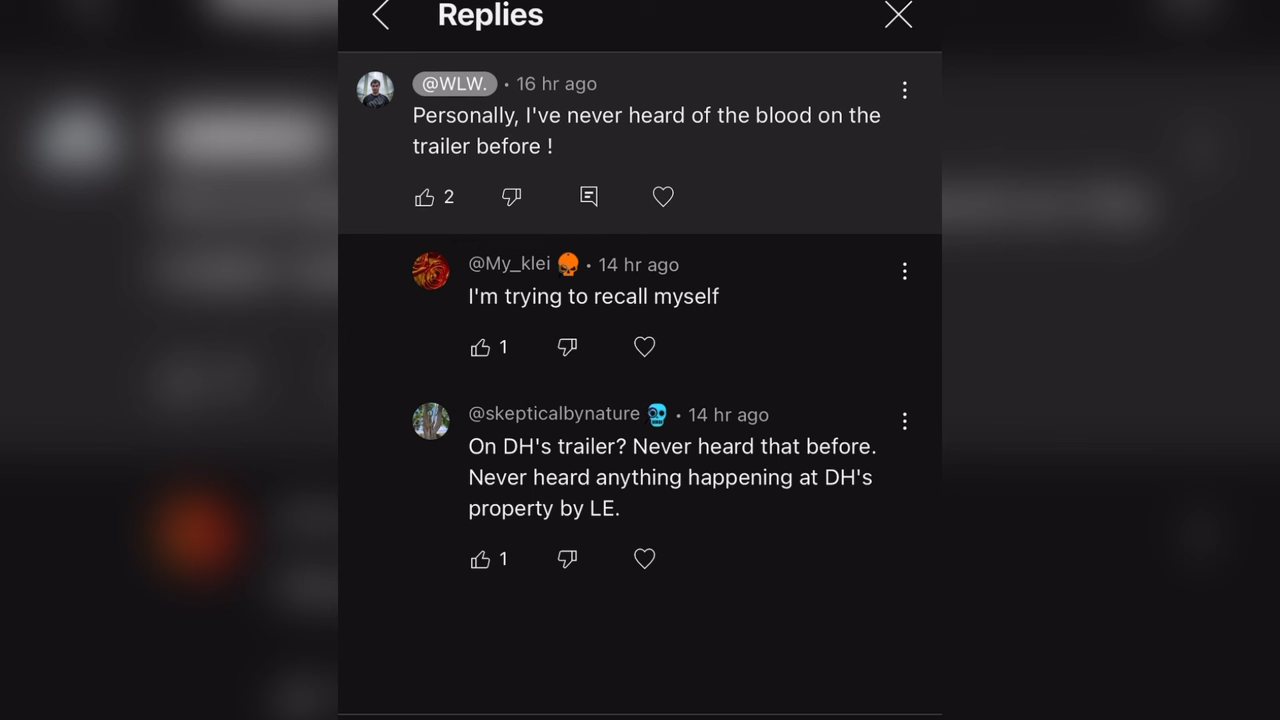 Replies
@WLW. • 16 hr ago
Personally, I've never heard of the blood on the
trailer before !
2
@My_klei • 14 hr ago
I'm trying to recall myself
1
@skepticalbynature • 14 hr ago
On DH's trailer? Never heard that before.
Never heard anything happening at DH's
property by LE.
1